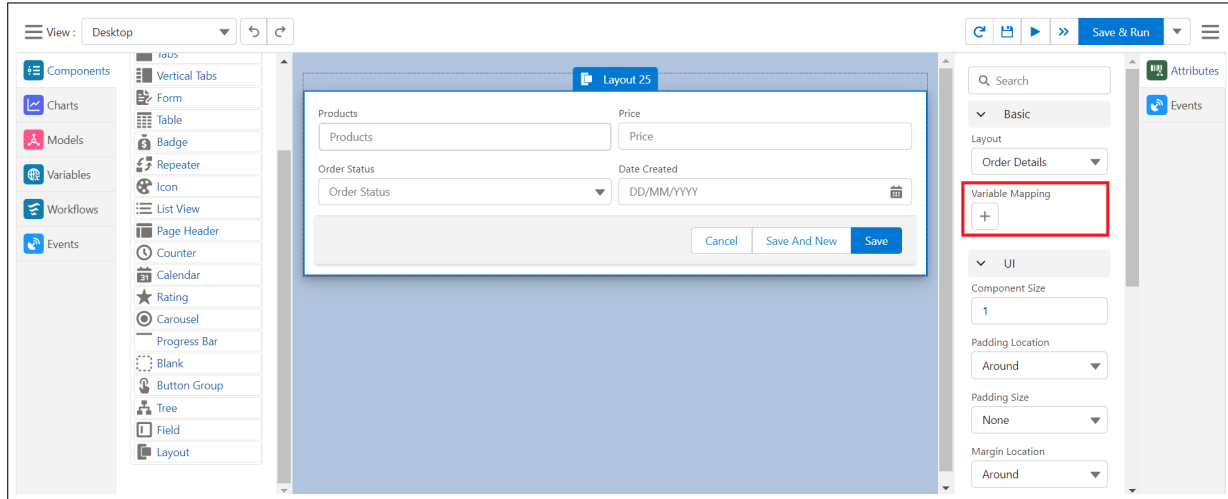 View :
Desktop
Save & Run
Components
Charts
Models
Variables
Workflows
Events
Tabs
Vertical Tabs
Form
Table
Badge
Repeater
Icon
List View
Page Header
Counter
Calendar
Rating
Carousel
Progress Bar
Blank
Button Group
Tree
Field
Layout
31
Layout 25
Products
Price
Products
Price
Order Status
Date Created
Order Status
DD/MM/YYYY
Cancel
Save And New
Save
Search
Basic
Layout
Order Details
Variable Mapping
+
UI
Component Size
1
Padding Location
Around
Padding Size
None
Margin Location
Around
Attributes
Events